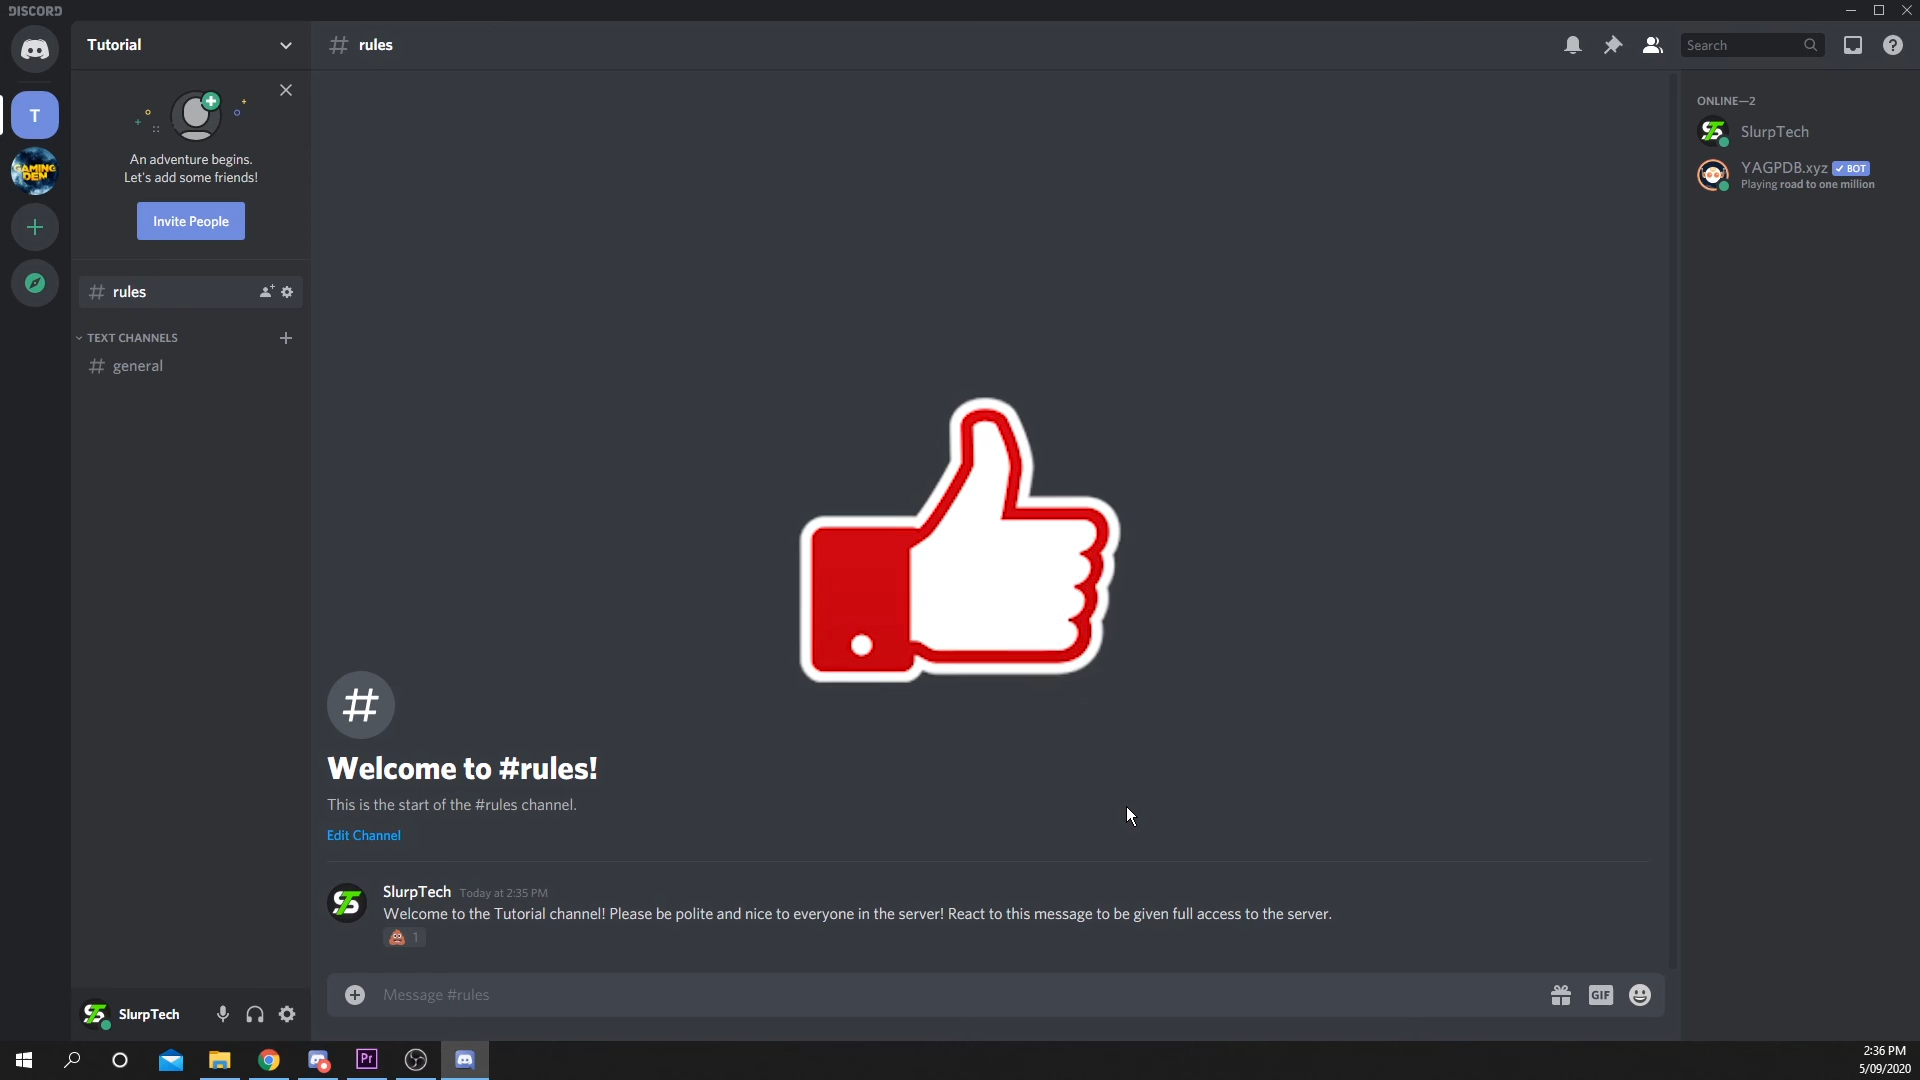 DISCORD
Tutorial
rules
Search
T
GAMING
DEN
An adventure begins.
Let's add some friends!
Invite People
rules
TEXT CHANNELS
general
ONLINE—2
SlurpTech
YAGPDB.xyz ✓ BOT
Playing road to one million
#
Welcome to #rules!
This is the start of the #rules channel.
Edit Channel
SlurpTech Today at 2:35 PM
Welcome to the Tutorial channel! Please be polite and nice to everyone in the server! React to this message to be given full access to the server.
1
Message #rules
GIF
SlurpTech
Pr
2:36 PM
5/09/2020